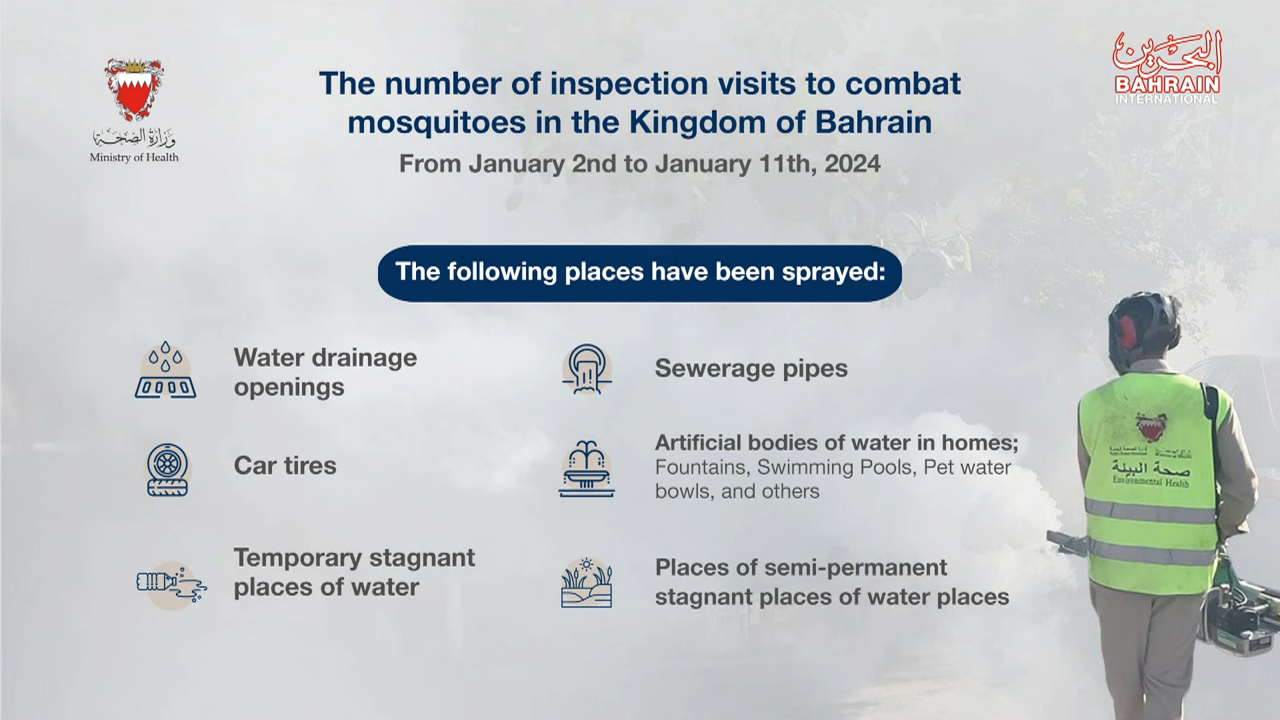 وزارة الصحة
Ministry of Health
البحرين
BAHRAIN
INTERNATIONAL
The number of inspection visits to combat
mosquitoes in the Kingdom of Bahrain
From January 2nd to January 11th, 2024
The following places have been sprayed:
Water drainage
openings
Sewerage pipes
Car tires
Artificial bodies of water in homes;
Fountains, Swimming Pools, Pet water
bowls, and others
Temporary stagnant
places of water
Places of semi-permanent
stagnant places of water places
صحة البيئة
Environmental Health